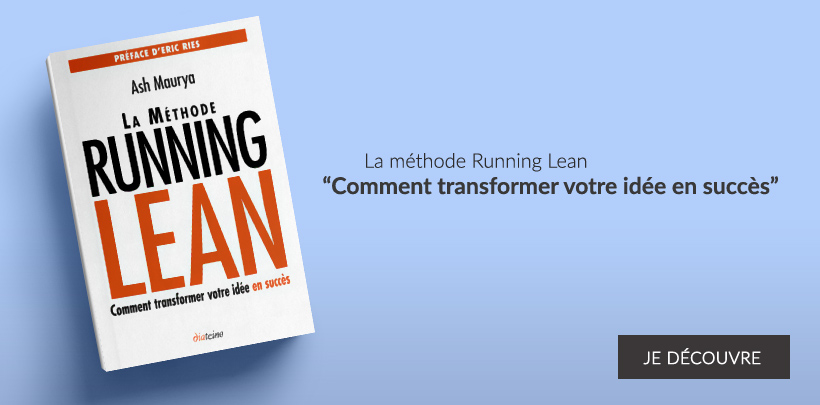 PRÉFACE D'ERIC RIES
Ash Maurya
LA MÉTHODE
RUNNING
LEAN
Comment transformer votre idée en succès
diateino
La méthode Running Lean
“Comment transformer votre idée en succès”
JE DÉCOUVRE